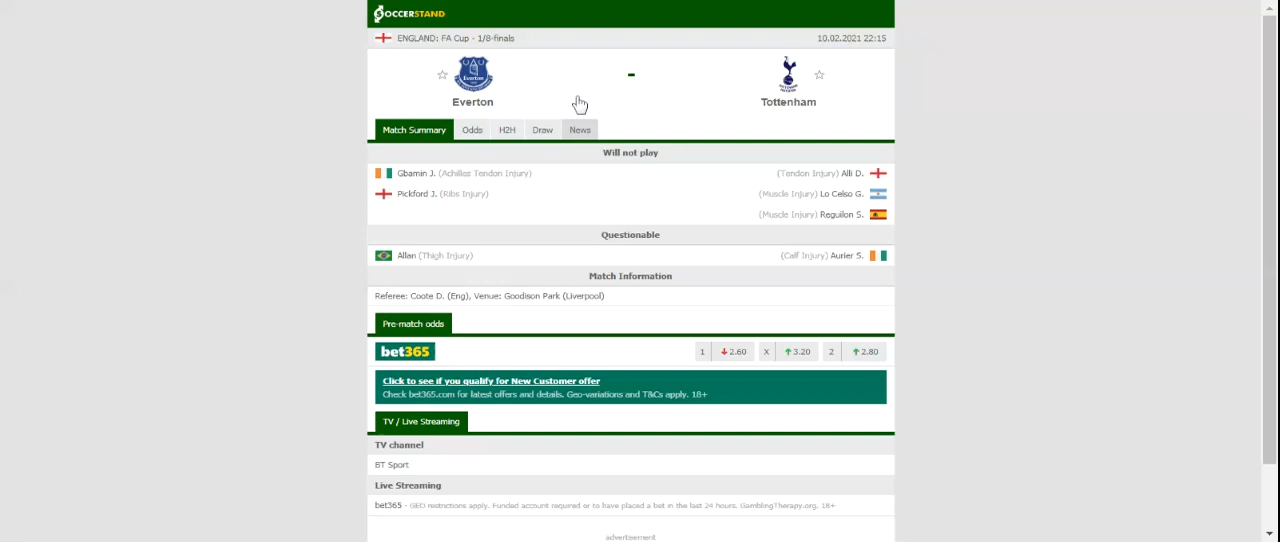 SOCCERSTAND
ENGLAND: FA Cup - 1/8-finals 10.02.2021 22:15
Everton - Tottenham
Match Summary Odds H2H Draw News
Will not play
Gbamin J. (Achilles Tendon Injury) (Tendon Injury) Alli D.
Pickford J. (Ribs Injury) (Muscle Injury) Lo Celso G.
(Muscle Injury) Reguilon S.
Questionable
Allan (Thigh Injury) (Calf Injury) Aurier S.
Match Information
Referee: Coote D. (Eng), Venue: Goodison Park (Liverpool)
Pre-match odds
bet365 1 2.60 X 3.20 2 2.80
Click to see if you qualify for New Customer offer
Check bet365.com for latest offers and details. Geo-variations and T&Cs apply. 18+
TV / Live Streaming
TV channel
BT Sport
Live Streaming
bet365 - GEO restrictions apply. Funded account required or to have placed a bet in the last 24 hours. GamblingTherapy.org, 18+
advertisement